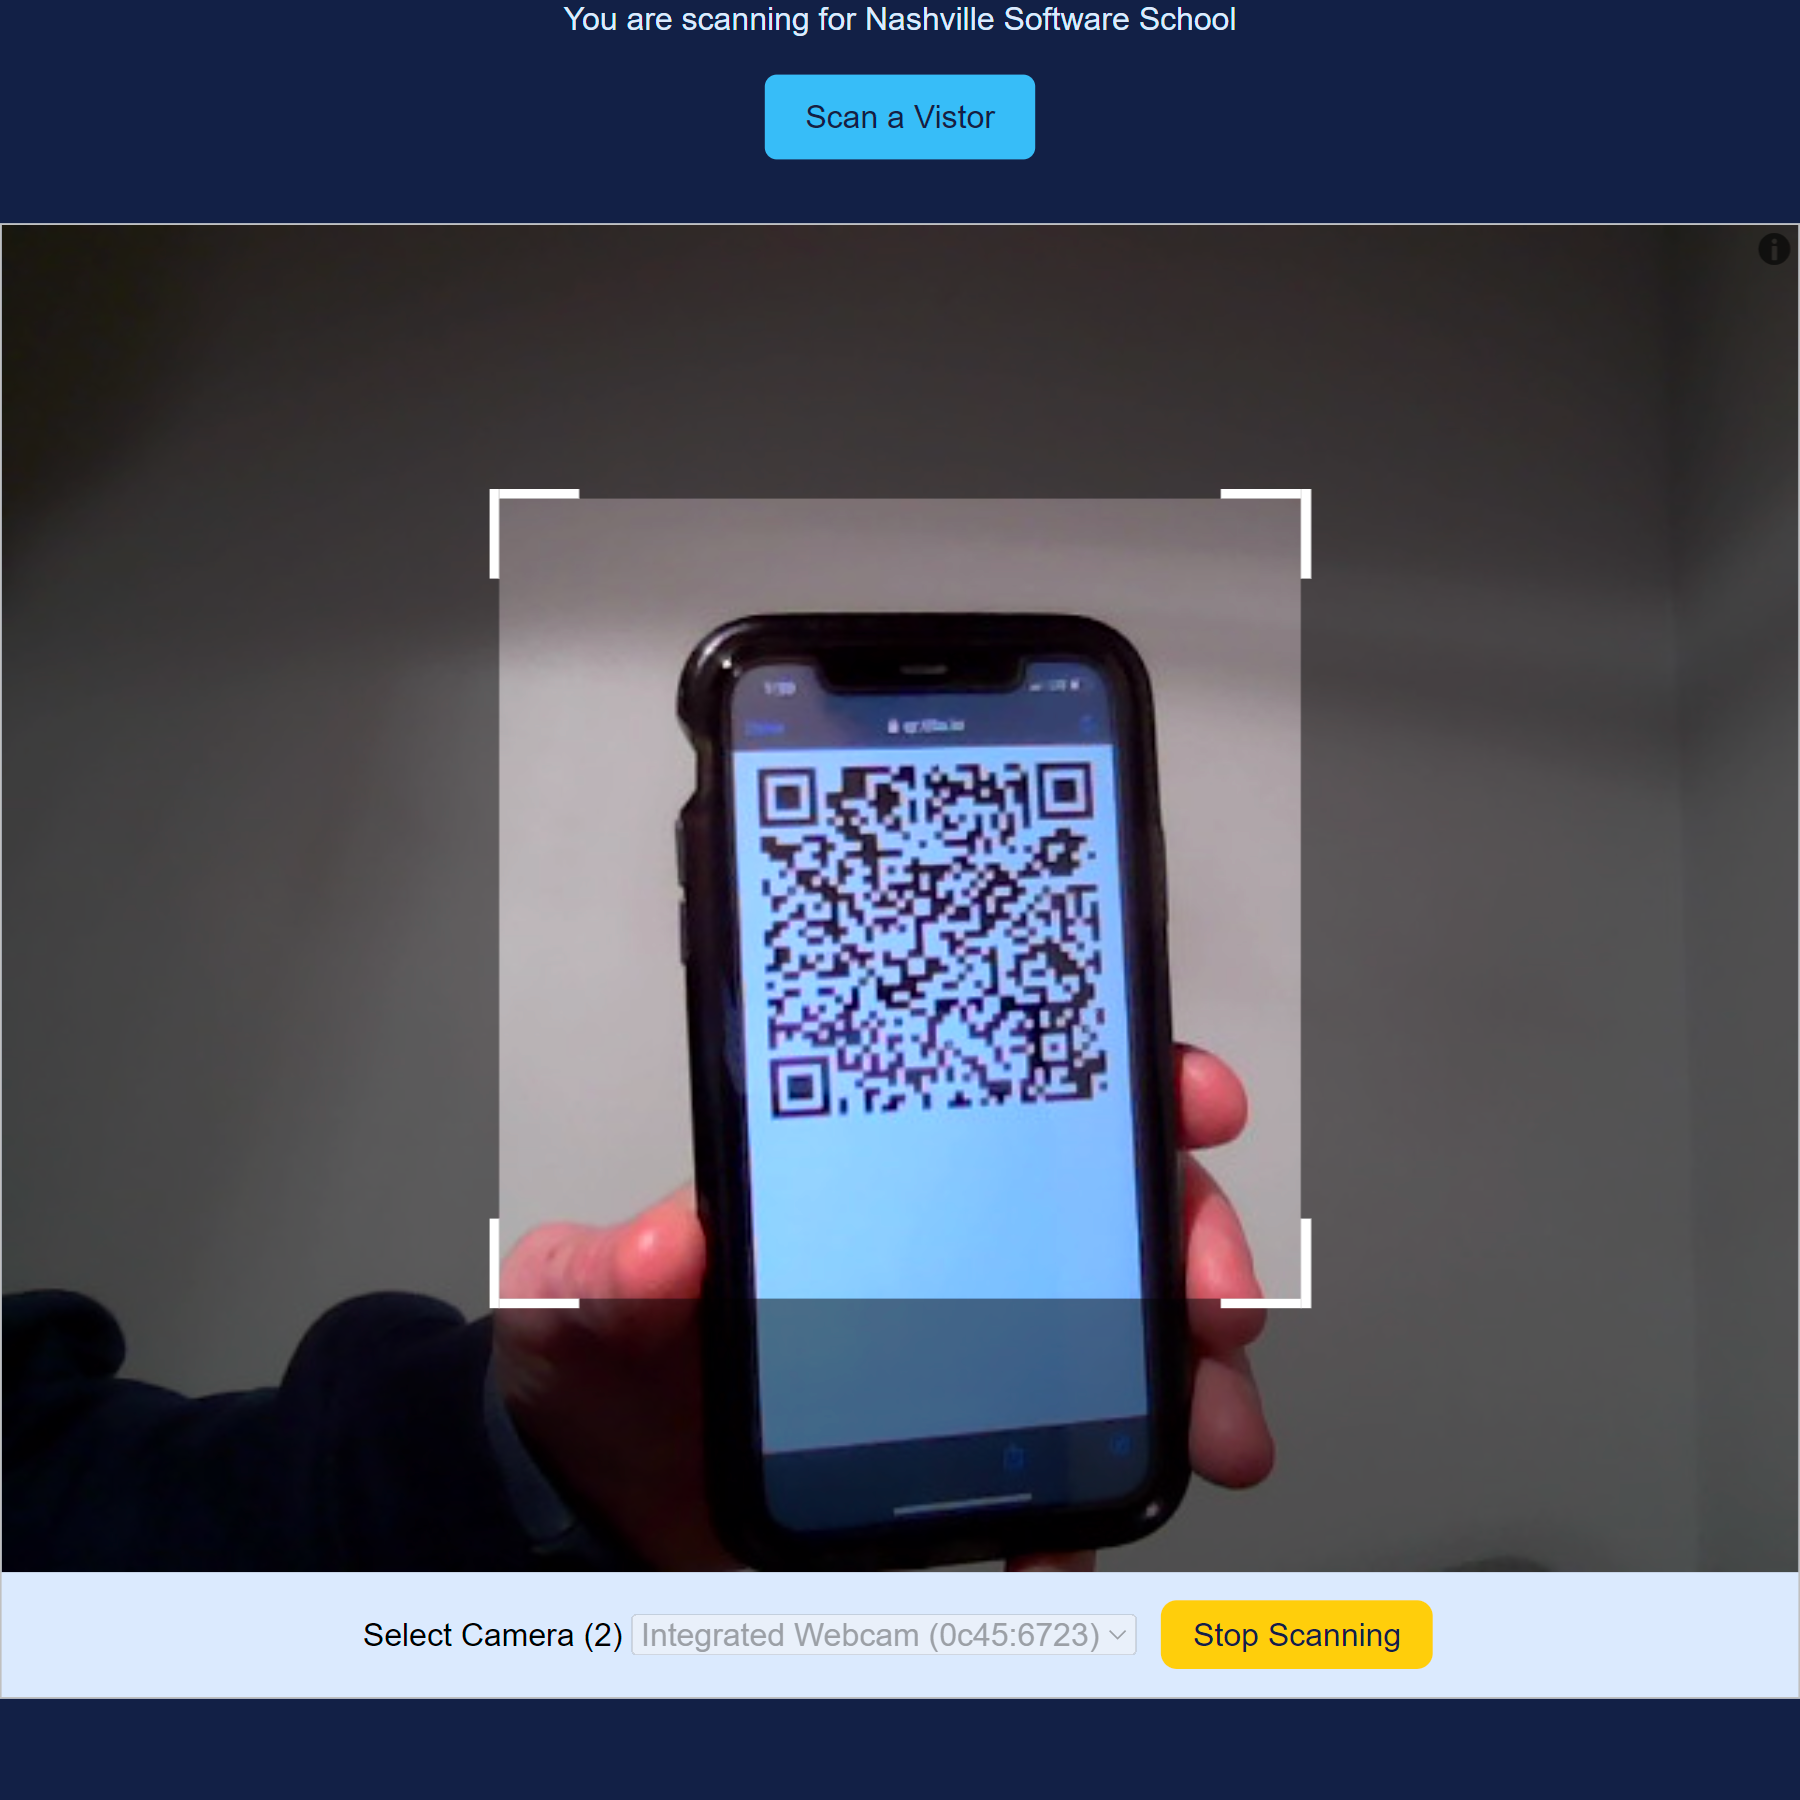 You are scanning for Nashville Software School
Scan a Vistor
Select Camera (2) Integrated Webcam (0c45:6723)
Stop Scanning